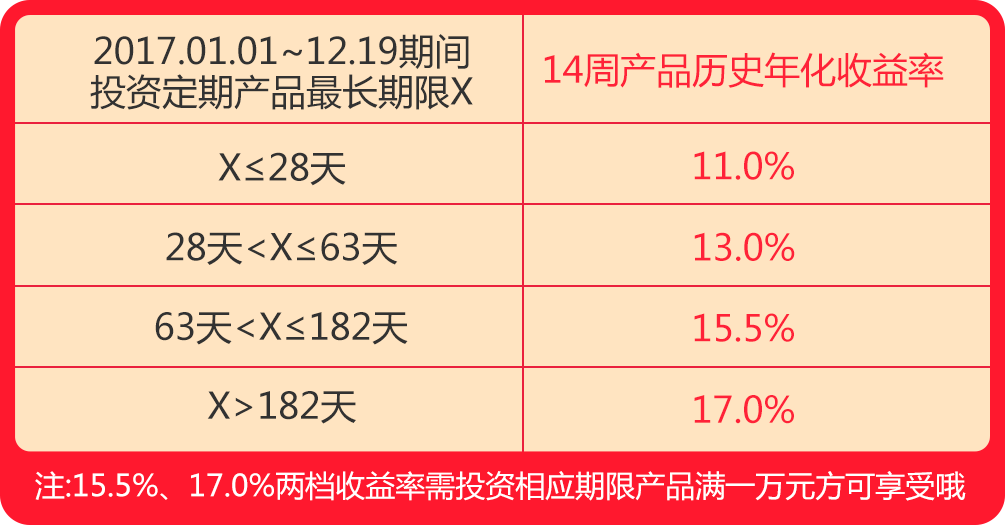 2017.01.01~12.19期间
投资定期产品最长期限X
14周产品历史年化收益率
X≤28天
11.0%
28天<X≤63天
13.0%
63天<X≤182天
15.5%
X>182天
17.0%
注:15.5%、17.0%两档收益率需投资相应期限产品满一万元方可享受哦